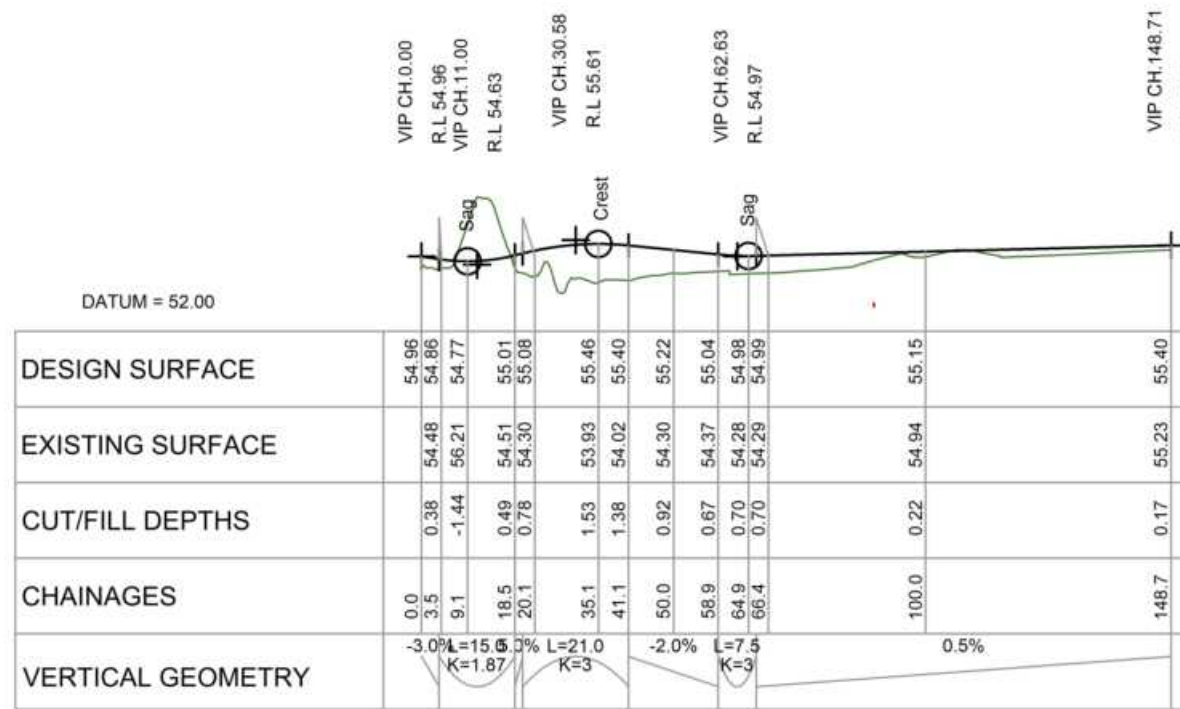 VIP CH.0.00
R.L 54.96
VIP CH.11.00
R.L 54.63
VIP CH.30.58
R.L 55.61
VIP CH.62.63
R.L 54.97
VIP CH.148.71
Sag
Crest
Sag
DATUM = 52.00
DESIGN SURFACE 54.96 54.86 54.77 55.01 55.08 55.46 55.40 55.22 55.04 54.98 54.99 55.15 55.40
EXISTING SURFACE 54.48 56.21 54.51 54.30 53.93 54.02 54.30 54.37 54.28 54.29 54.94 55.23
CUT/FILL DEPTHS 0.38 -1.44 0.49 0.78 1.53 1.38 0.92 0.67 0.70 0.70 0.22 0.17
CHAINAGES 0.0 3.5 9.1 18.5 20.1 35.1 41.1 50.0 58.9 64.9 66.4 100.0 148.7
-3.0% L=15.0 5.0% L=21.0 -2.0% L=7.5 0.5%
K=1.87 K=3 K=3
VERTICAL GEOMETRY